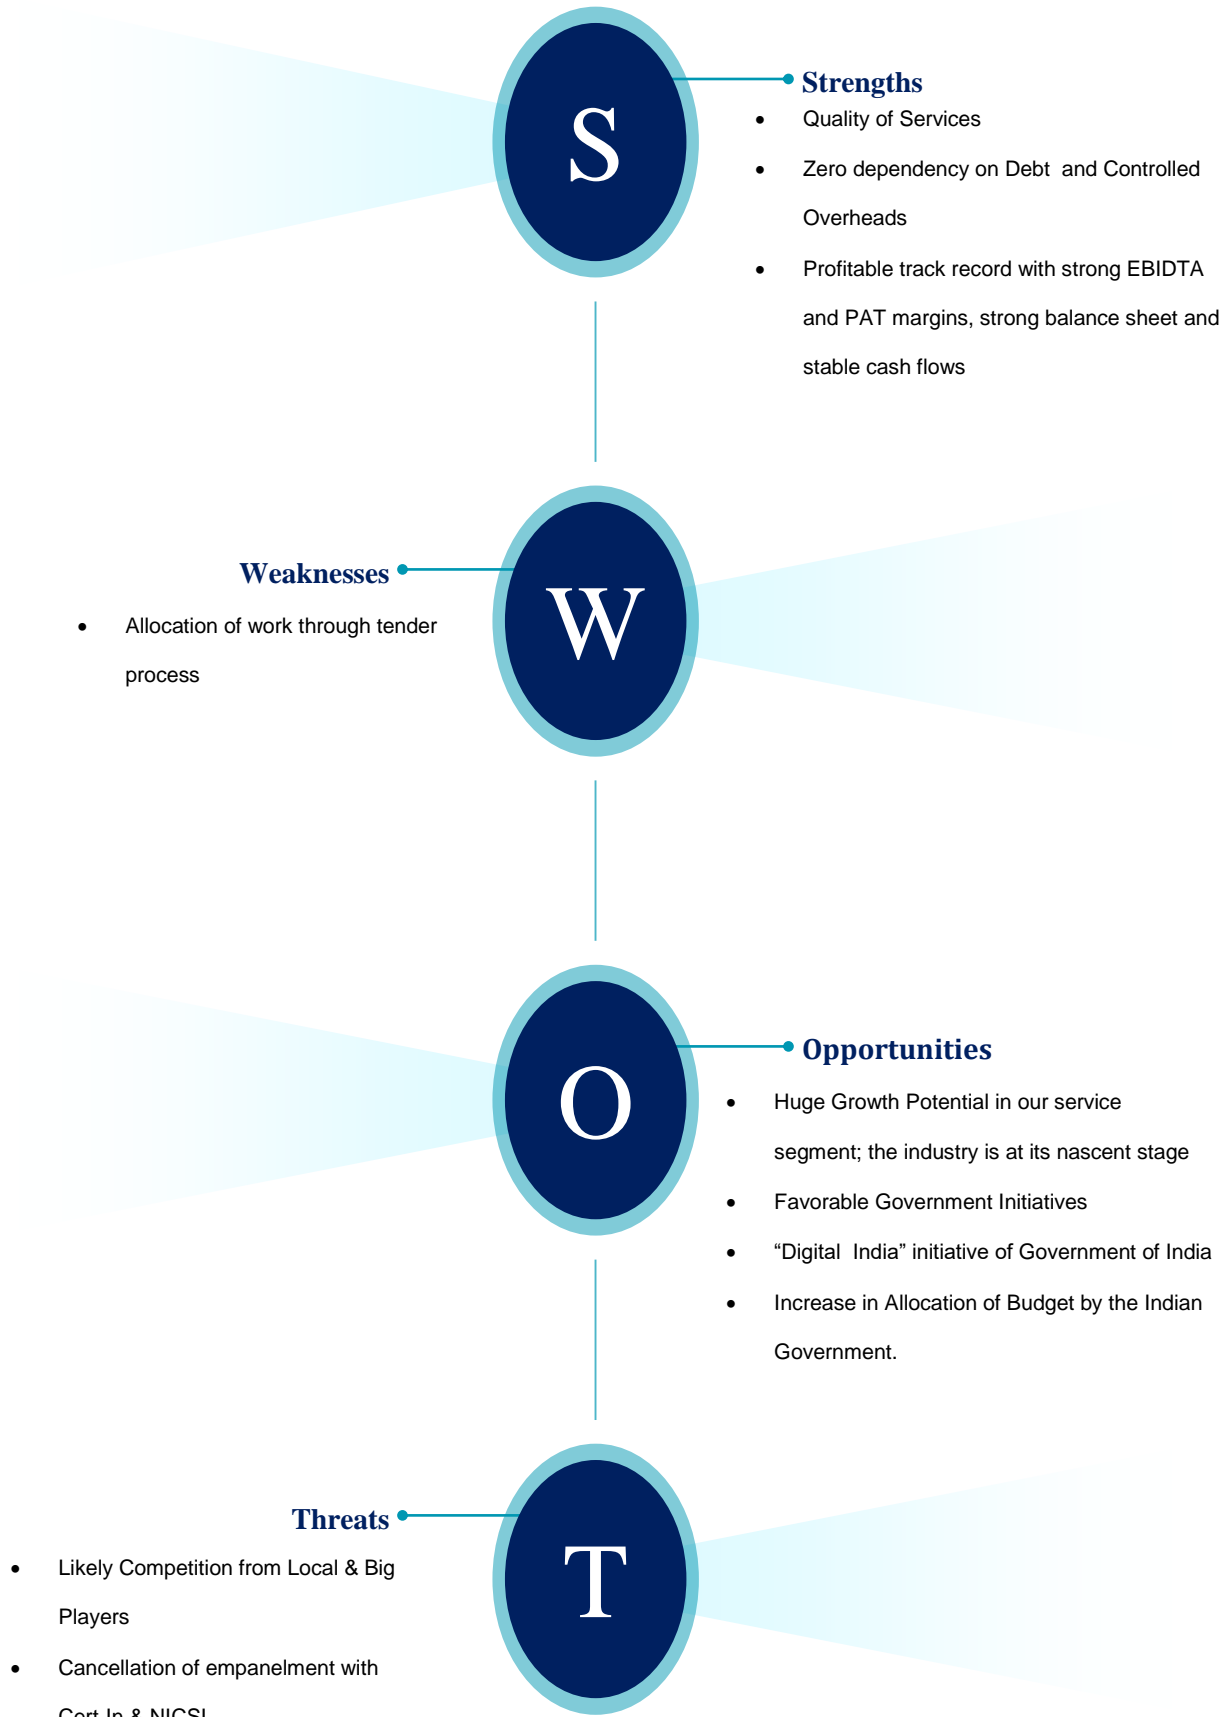 S
Strengths
• Quality of Services
• Zero dependency on Debt and Controlled
Overheads
• Profitable track record with strong EBIDTA
and PAT margins, strong balance sheet and
stable cash flows
W
Weaknesses
• Allocation of work through tender
process
O
Opportunities
• Huge Growth Potential in our service
segment; the industry is at its nascent stage
• Favorable Government Initiatives
• “Digital India” initiative of Government of India
• Increase in Allocation of Budget by the Indian
Government.
T
Threats
• Likely Competition from Local & Big
Players
• Cancellation of empanelment with
Cert-In & NICSI